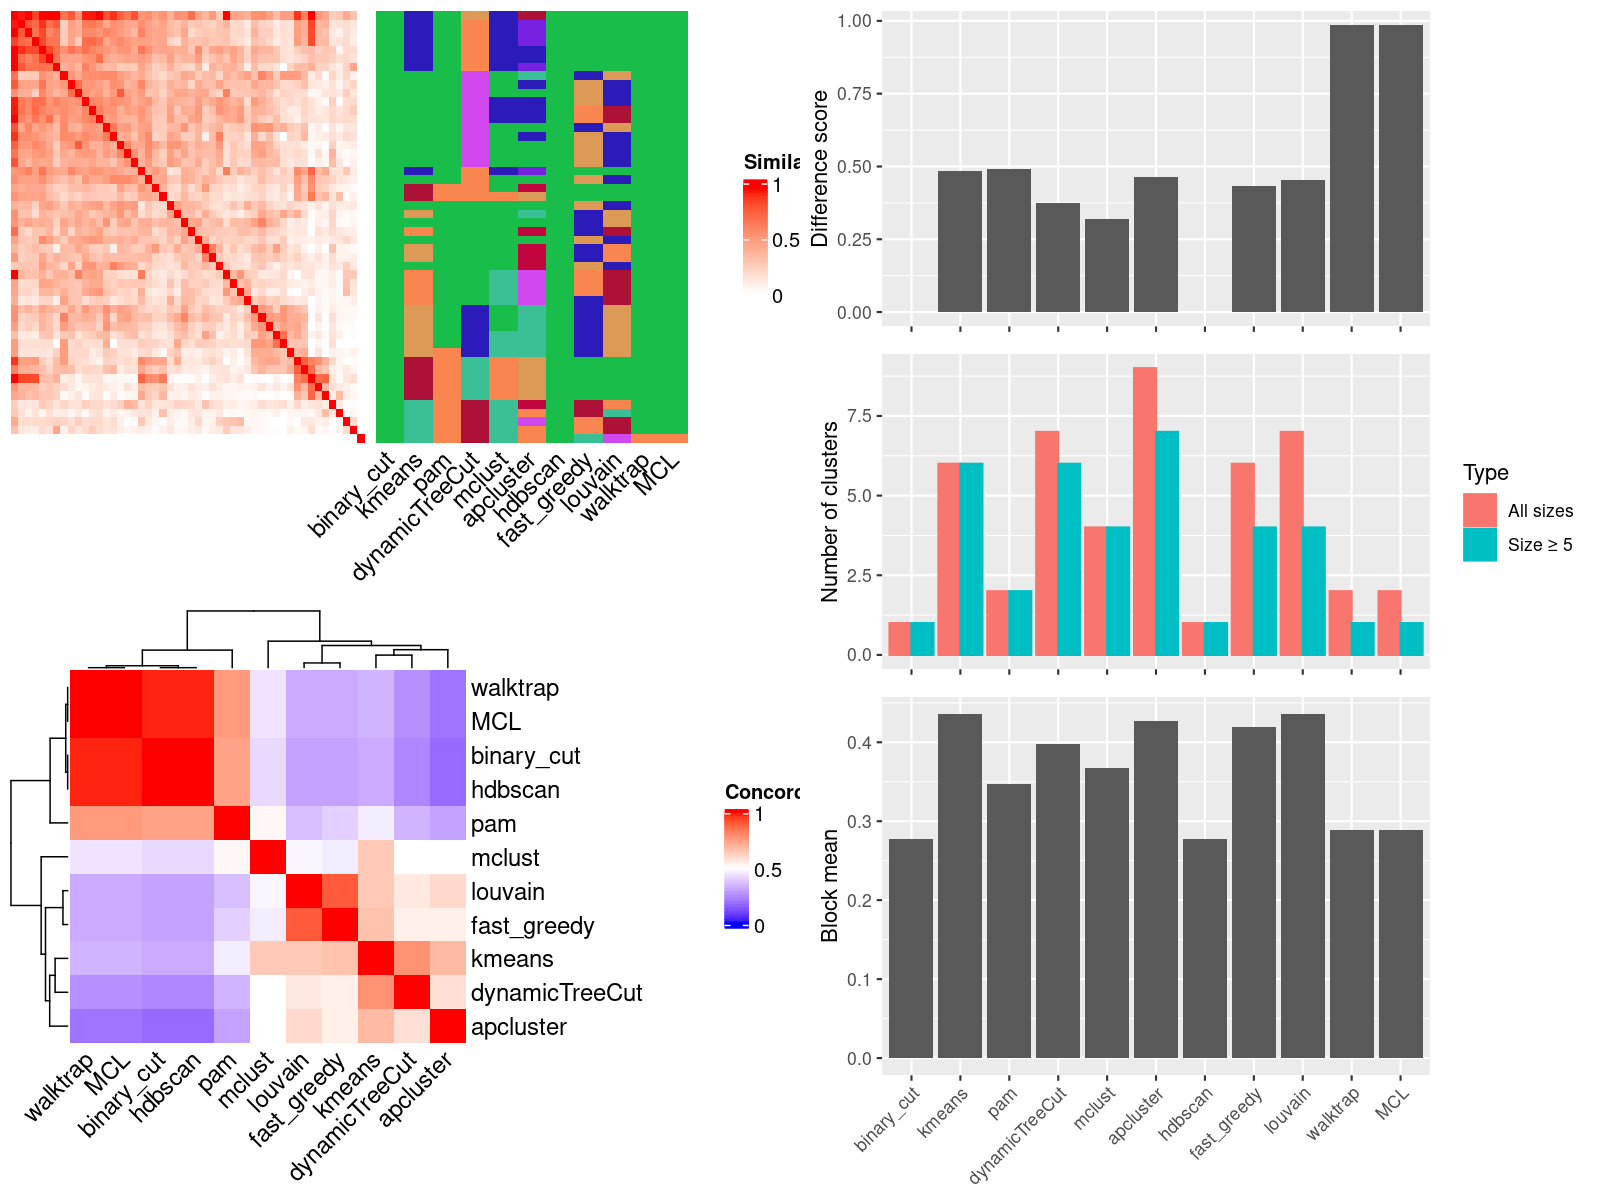 Simila
1
0.5
0
binary_cut
kmeans
pam
dynamicTreeCut
mclust
apcluster
hdbscan
fast_greedy
louvain
walktrap
MCL
Difference score
1.00
0.75
0.50
0.25
0.00
Number of clusters
7.5
5.0
2.5
0.0
Type
All sizes
Size ≥ 5
walktrap
MCL
binary_cut
hdbscan
pam
mclust
louvain
fast_greedy
kmeans
dynamicTreeCut
apcluster
walktrap
MCL
binary_cut
hdbscan
pam
mclust
louvain
fast_greedy
kmeans
dynamicTreeCut
apcluster
Concord
1
0.5
0
Block mean
0.4
0.3
0.2
0.1
0.0
binary_cut
kmeans
pam
dynamicTreeCut
mclust
apcluster
hdbscan
fast_greedy
louvain
walktrap
MCL